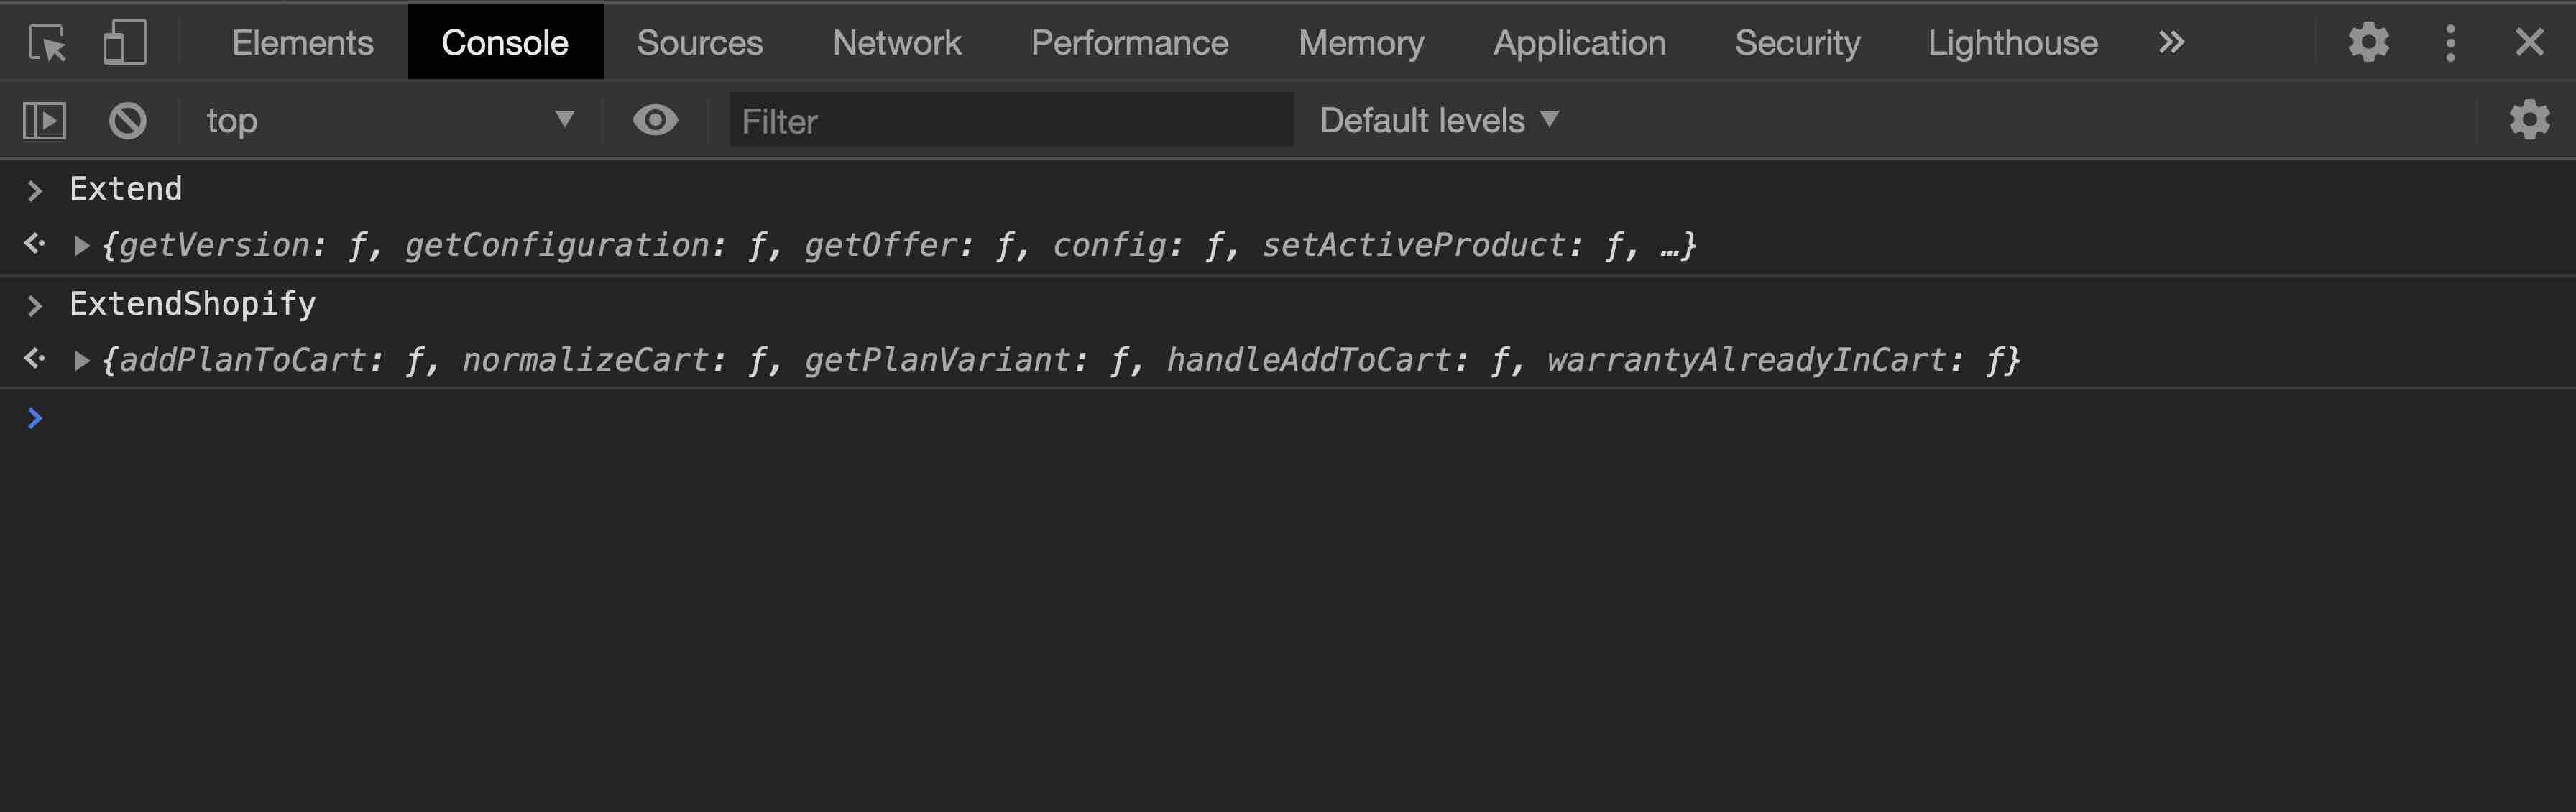 Elements Console Sources Network Performance Memory Application Security Lighthouse »
top Filter Default levels
> Extend
{getVersion: ƒ, getConfiguration: ƒ, getOffer: ƒ, config: ƒ, setActiveProduct: ƒ, …}
> ExtendShopify
{addPlanToCart: ƒ, normalizeCart: ƒ, getPlanVariant: ƒ, handleAddToCart: ƒ, warrantyAlreadyInCart: ƒ}
>